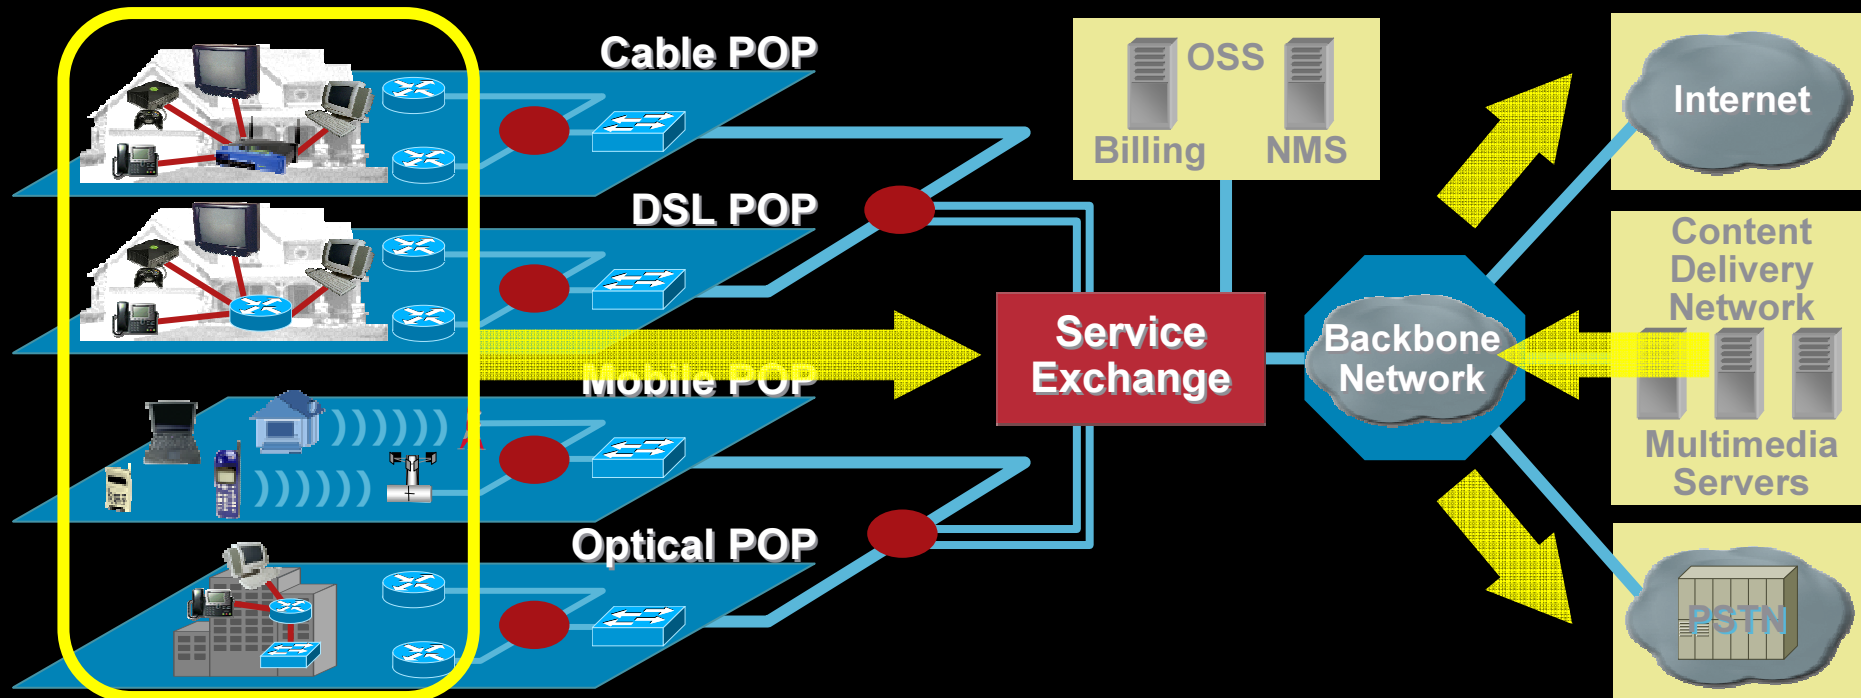 Cable POP
DSL POP
Mobile POP
Optical POP
OSS
Billing
NMS
Service
Exchange
Backbone
Network
Internet
Content
Delivery
Network
Multimedia
Servers
PSTN